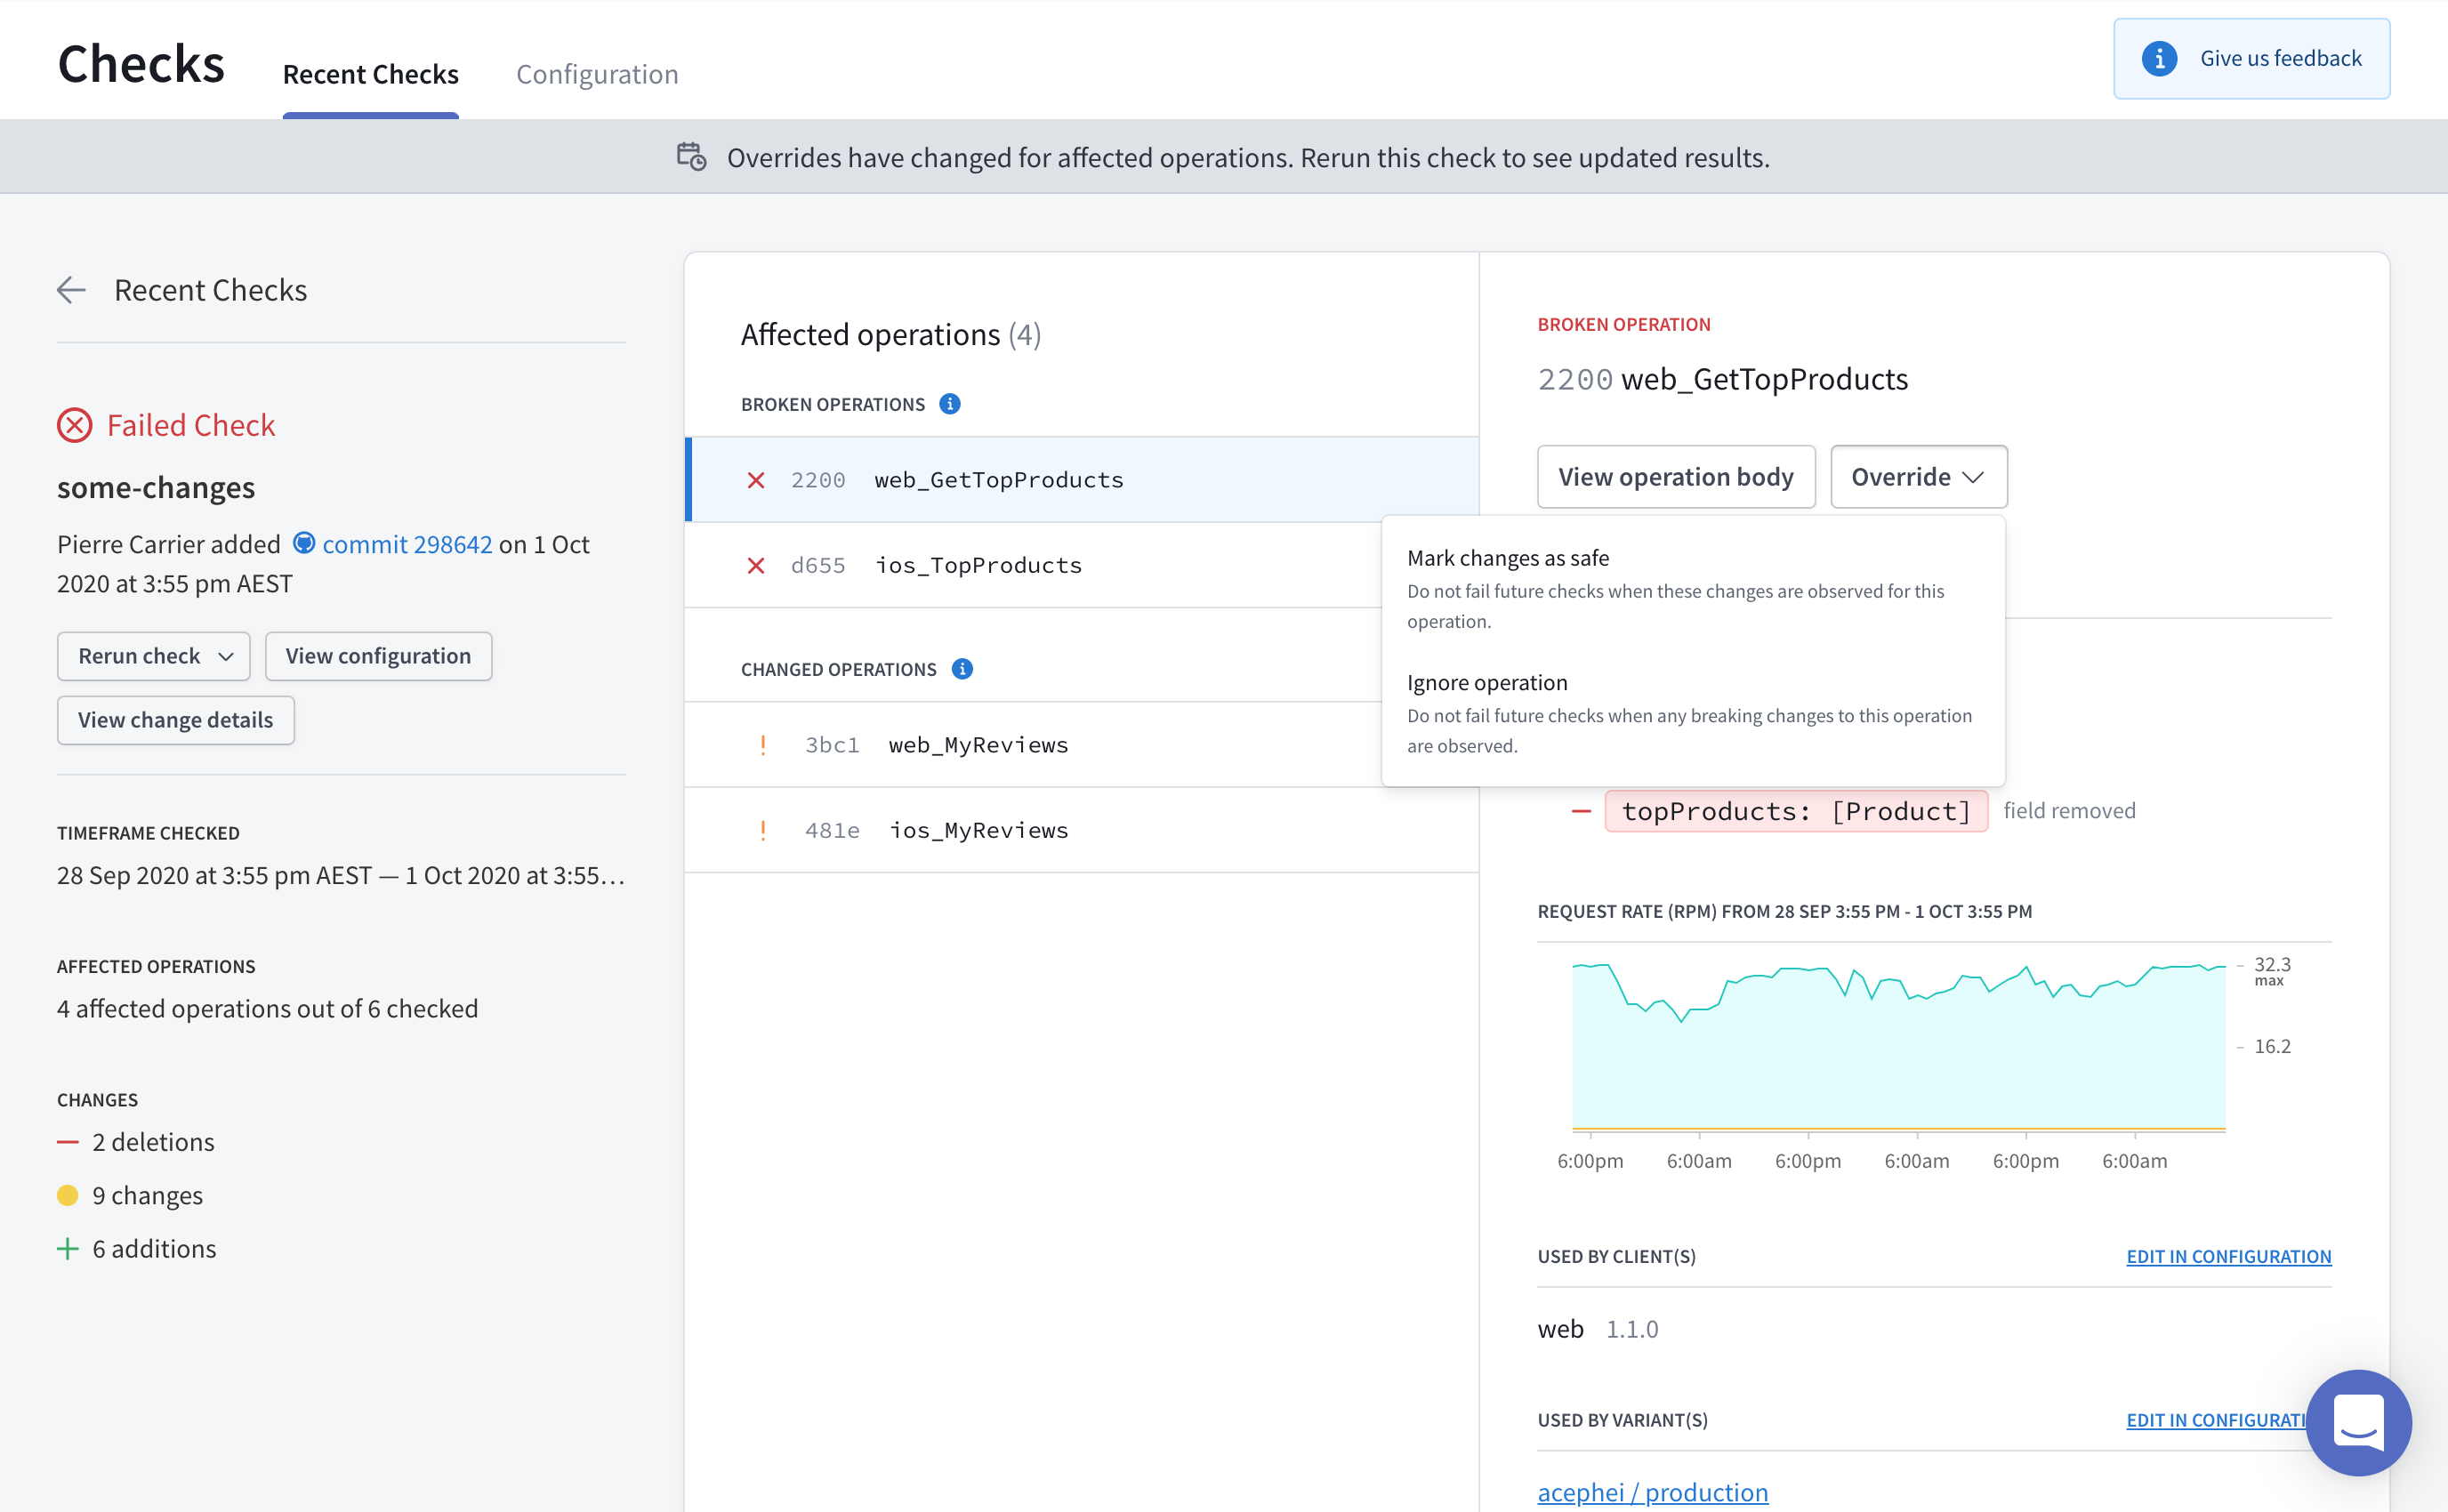 Checks
Recent Checks
Configuration
Give us feedback
Overrides have changed for affected operations. Rerun this check to see updated results.
Recent Checks
Failed Check
some-changes
Pierre Carrier added commit 298642 on 1 Oct
2020 at 3:55 pm AEST
Rerun check
View configuration
View change details
TIMEFRAME CHECKED
28 Sep 2020 at 3:55 pm AEST — 1 Oct 2020 at 3:55…
AFFECTED OPERATIONS
4 affected operations out of 6 checked
CHANGES
2 deletions
9 changes
6 additions
Affected operations (4)
BROKEN OPERATIONS
2200 web_GetTopProducts
d655 ios_TopProducts
CHANGED OPERATIONS
! 3bc1 web_MyReviews
! 481e ios_MyReviews
BROKEN OPERATION
2200 web_GetTopProducts
View operation body
Override
Mark changes as safe
Do not fail future checks when these changes are observed for this
operation.
Ignore operation
Do not fail future checks when any breaking changes to this operation
are observed.
topProducts: [Product] field removed
REQUEST RATE (RPM) FROM 28 SEP 3:55 PM - 1 OCT 3:55 PM
32.3
max
16.2
6:00pm 6:00am 6:00pm 6:00am 6:00pm 6:00am
USED BY CLIENT(S)
EDIT IN CONFIGURATION
web 1.1.0
USED BY VARIANT(S)
EDIT IN CONFIGURATI
acephei / production